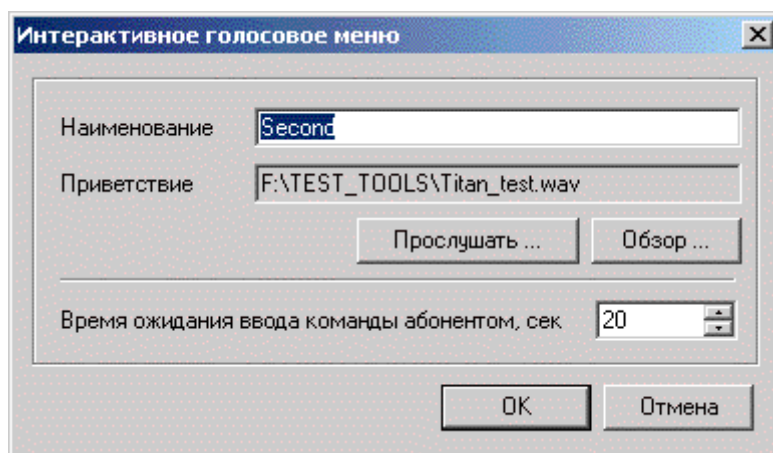 Интерактивное голосовое меню
Наименование Second
Приветствие F:\TEST_TOOLS\Titan_test.wav
Прослушать ... Обзор ...
Время ожидания ввода команды абонентом, сек 20
OK Отмена